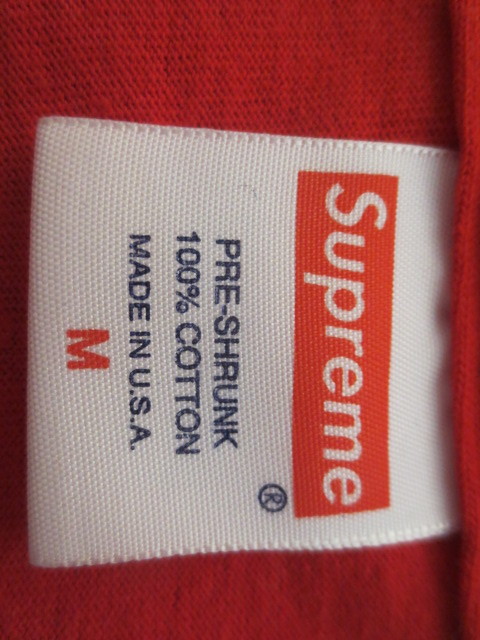 Supreme
®
PRE-SHRUNK
100% COTTON
MADE IN U.S.A.
M